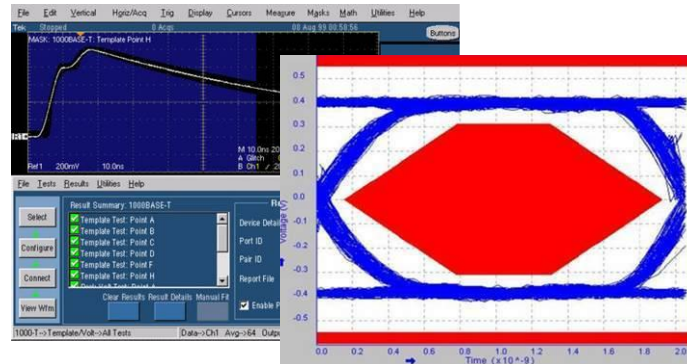 File Edit Vertical Horiz/Acq Trig Display Cursors Measure Masks Math Utilities Help
Tek Stopped 0 Acqs 08 Aug 99 00:58:56
Buttons
MASK: 1000BASE-T: Template Point H
R1
M 10.0ns
A Glitch
Ref1 200mV 10.0ns B Ch1
File Tests Results Utilities Help
Result Summary: 1000BASE-T
Select
Configure
Connect
View Wfm
Template Test: Point A
Template Test: Point B
Template Test: Point C
Template Test: Point D
Template Test: Point F
Template Test: Point H
Device Details
Port ID
Pair ID
Report File
Clear Results Result Details Manual Fit
Enable
1000-T->Template/Volt->All Tests Data->Ch1 Avg->64
0.5
0.4
0.3
0.2
0.1
0.0
-0.1
-0.2
-0.3
-0.4
-0.5
Voltage (V)
0.0 0.2 0.4 0.6 0.8 1.0 1.2 1.4 1.6 1.8 2.0
Time (x10^-9)